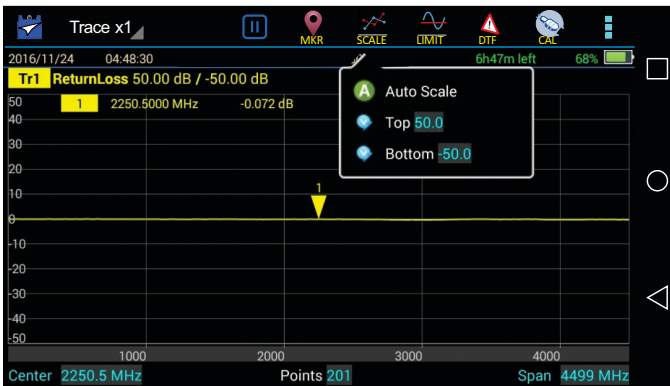 Trace x1
MKR SCALE LIMIT DTF CAL
2016/11/24 04:48:30 6h47m left 68%
Tr1 ReturnLoss 50.00 dB / -50.00 dB
1 2250.5000 MHz -0.072 dB
A Auto Scale
Top 50.0
Bottom -50.0
50
40
30
20
10
0
-10
-20
-30
-40
-50
1
1000 2000 3000 4000
Center 2250.5 MHz Points 201 Span 4499 MHz